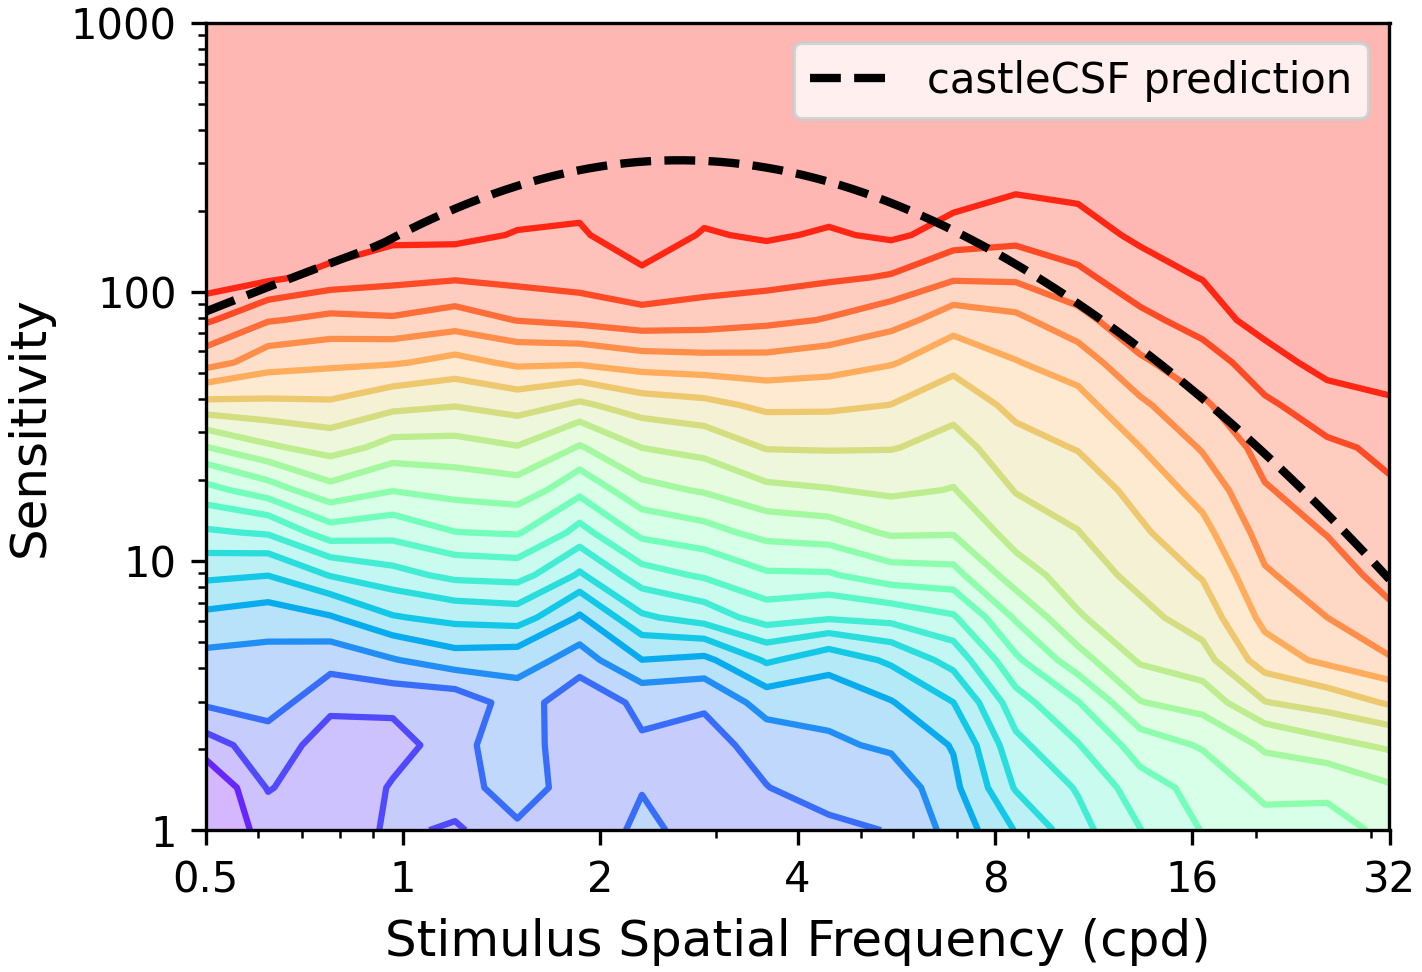 1000
100
10
1
Sensitivity
castleCSF prediction
0.5 1 2 4 8 16 32
Stimulus Spatial Frequency (cpd)